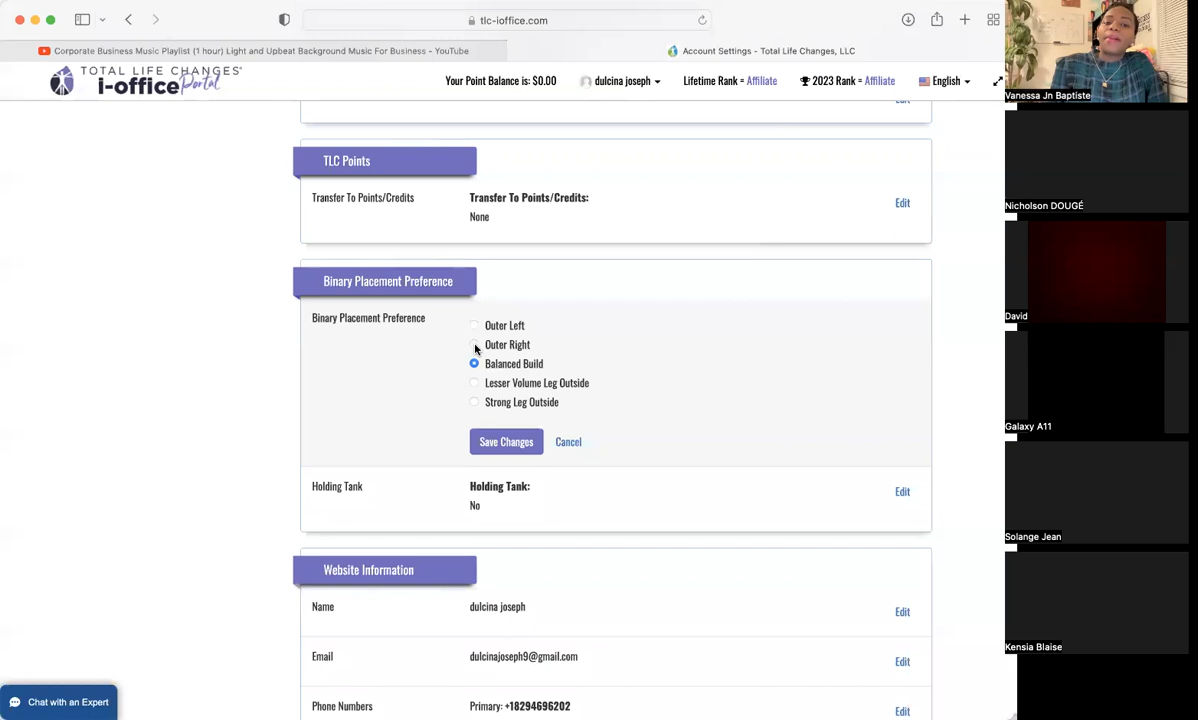 tlc-ioffice.com
Corporate Business Music Playlist (1 hour) Light and Upbeat Background Music For Business - YouTube
Account Settings - Total Life Changes, LLC
TOTAL LIFE CHANGES®
i-office Portal
Your Point Balance is: $0.00
dulcina joseph
Lifetime Rank = Affiliate
2023 Rank = Affiliate
English
Edit
TLC Points
Transfer To Points/Credits
Transfer To Points/Credits:
None
Edit
Binary Placement Preference
Binary Placement Preference
Outer Left
Outer Right
Balanced Build
Lesser Volume Leg Outside
Strong Leg Outside
Save Changes
Cancel
Holding Tank
Holding Tank:
No
Edit
Website Information
Name
dulcina joseph
Edit
Email
dulcinajoseph9@gmail.com
Edit
Phone Numbers
Primary: +18294696202
Edit
Chat with an Expert
Vanessa Jn Baptiste
Nicholson DOUGÉ
David
Galaxy A11
Solange Jean
Kensia Blaise